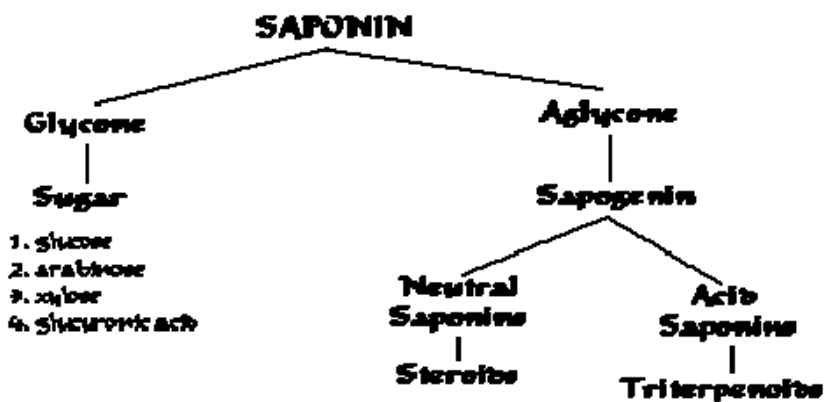 SAPONIN
Glycone
Aglycone
Sugar
Sapogenin
1. glucose
2. arabinose
3. xylose
4. glucuronic acid
Neutral
Saponins
Steroids
Acid
Saponins
Triterpenoids